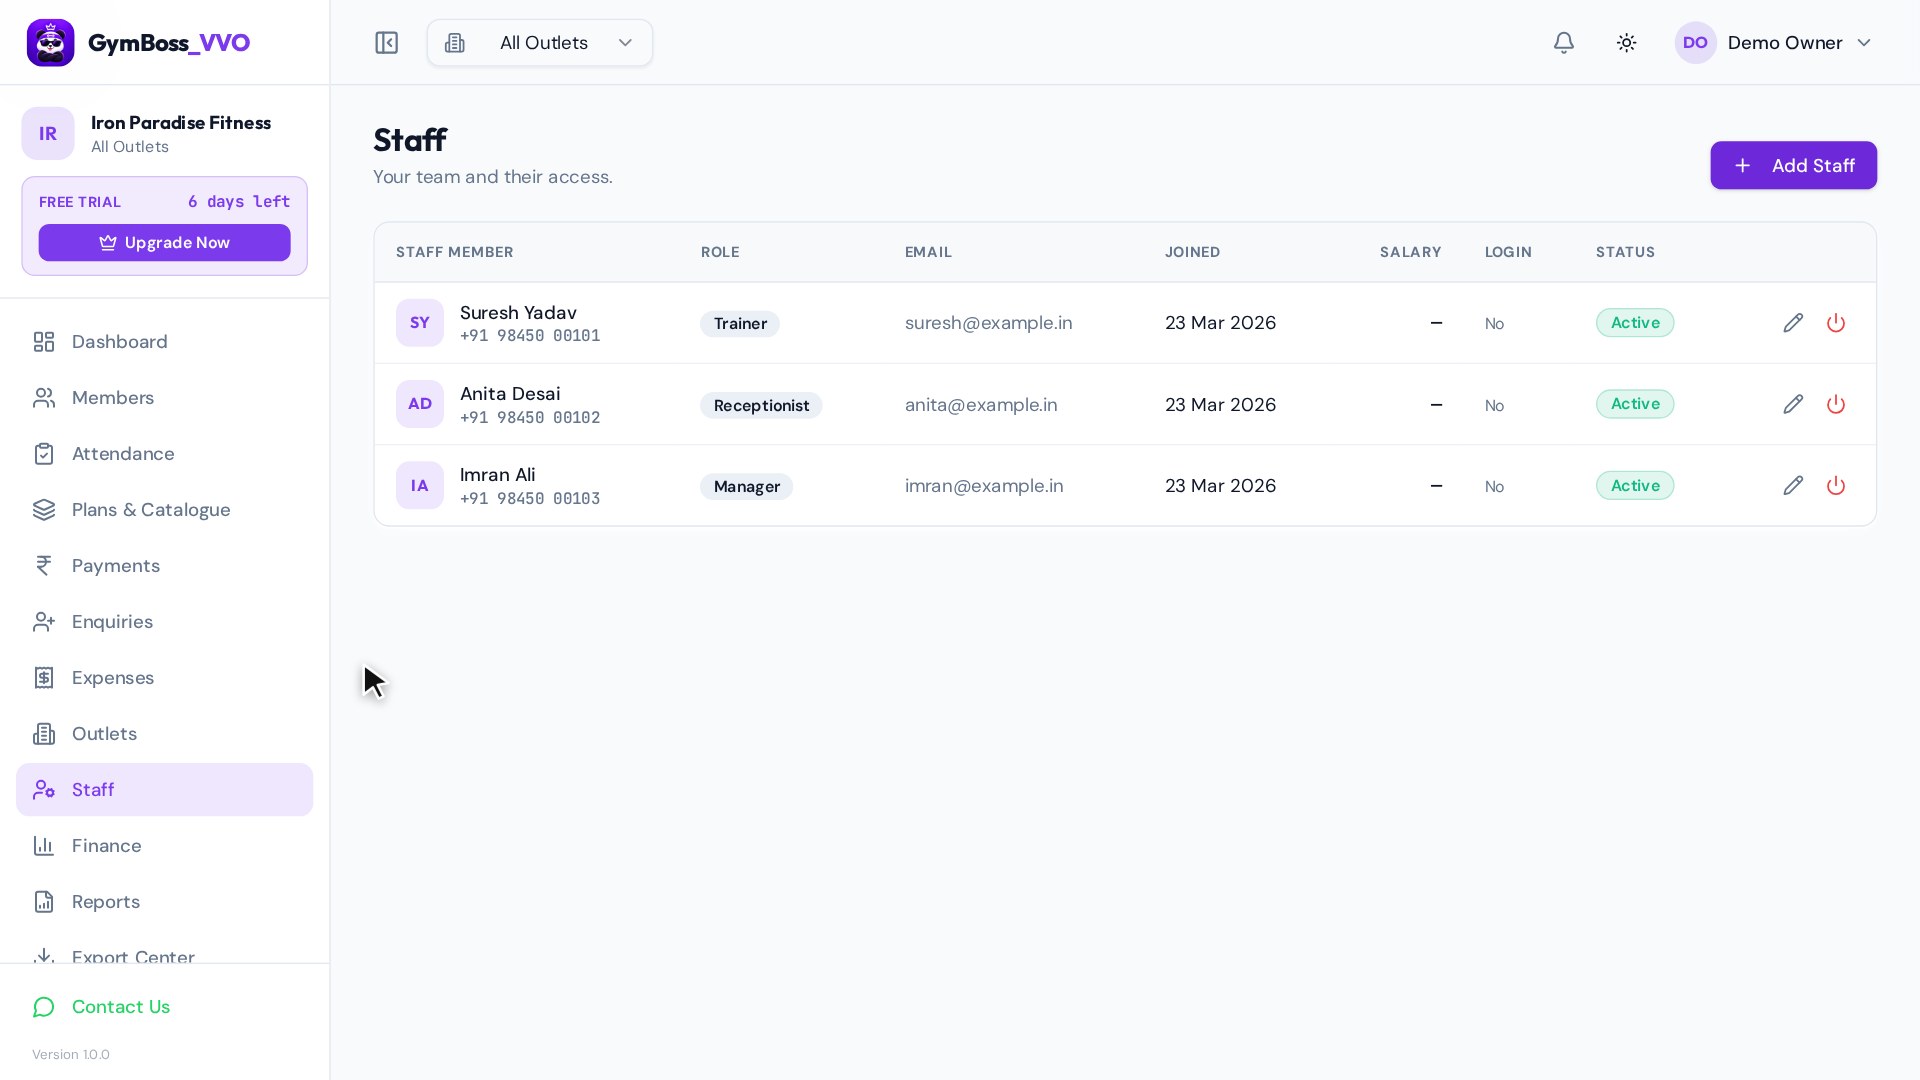 GymBoss_VVO
All Outlets
DO
Demo Owner
IR
Iron Paradise Fitness
All Outlets
FREE TRIAL
6 days left
Upgrade Now
Dashboard
Members
Attendance
Plans & Catalogue
Payments
Enquiries
Expenses
Outlets
Staff
Finance
Reports
Export Center
Contact Us
Version 1.0.0
Staff
Your team and their access.
+ Add Staff
STAFF MEMBER ROLE EMAIL JOINED SALARY LOGIN STATUS
SY Suresh Yadav
+91 98450 00101
Trainer suresh@example.in 23 Mar 2026 – No Active
AD Anita Desai
+91 98450 00102
Receptionist anita@example.in 23 Mar 2026 – No Active
IA Imran Ali
+91 98450 00103
Manager imran@example.in 23 Mar 2026 – No Active